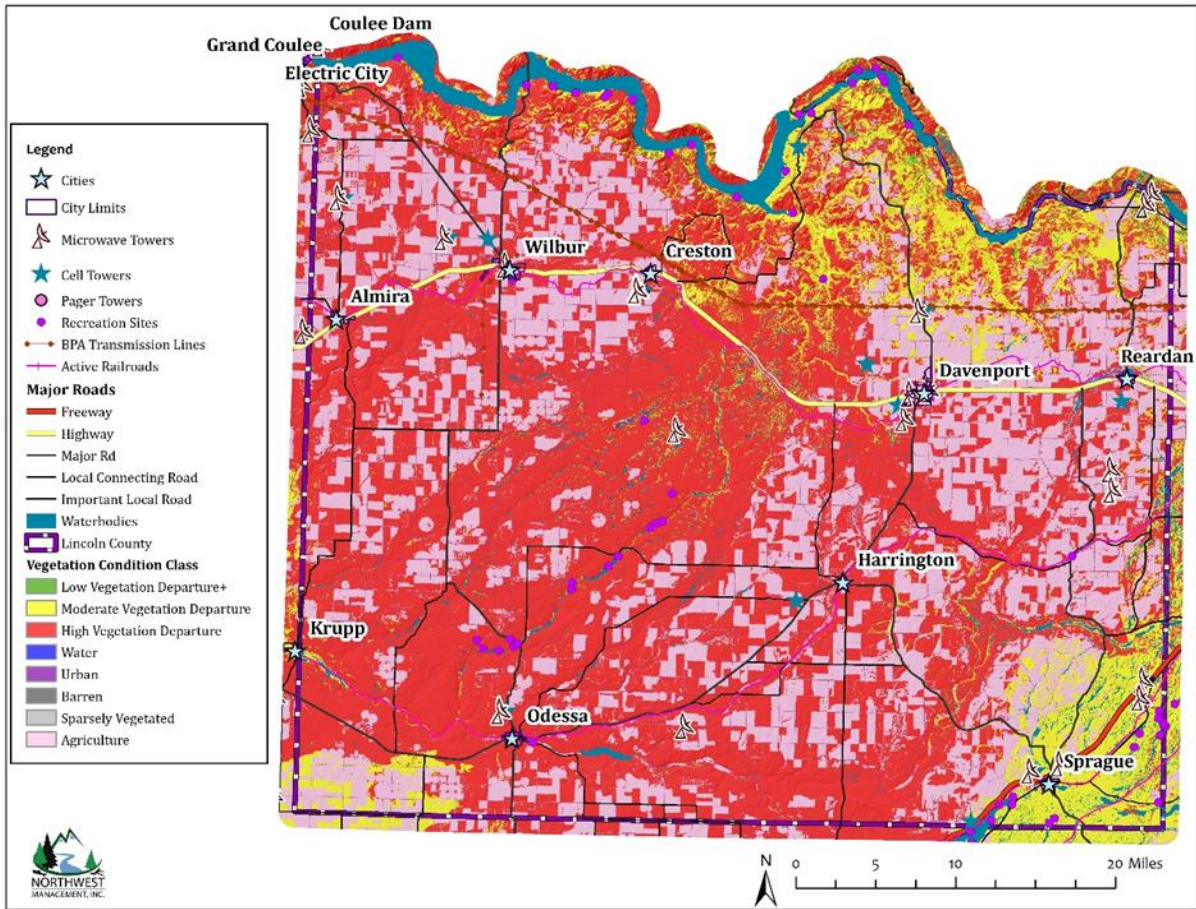 Coulee Dam
Grand Coulee
Electric City
Legend
Cities
City Limits
Microwave Towers
Cell Towers
Pager Towers
Recreation Sites
BPA Transmission Lines
Active Railroads
Major Roads
Freeway
Highway
Major Rd
Local Connecting Road
Important Local Road
Waterbodies
Lincoln County
Vegetation Condition Class
Low Vegetation Departure+
Moderate Vegetation Departure
High Vegetation Departure
Water
Urban
Barren
Sparsely Vegetated
Agriculture
Wilbur
Creston
Almira
Davenport
Reardan
Harrington
Krupp
Odessa
Sprague
NORTHWEST
MANAGEMENT, INC.
N
0 5 10 20 Miles